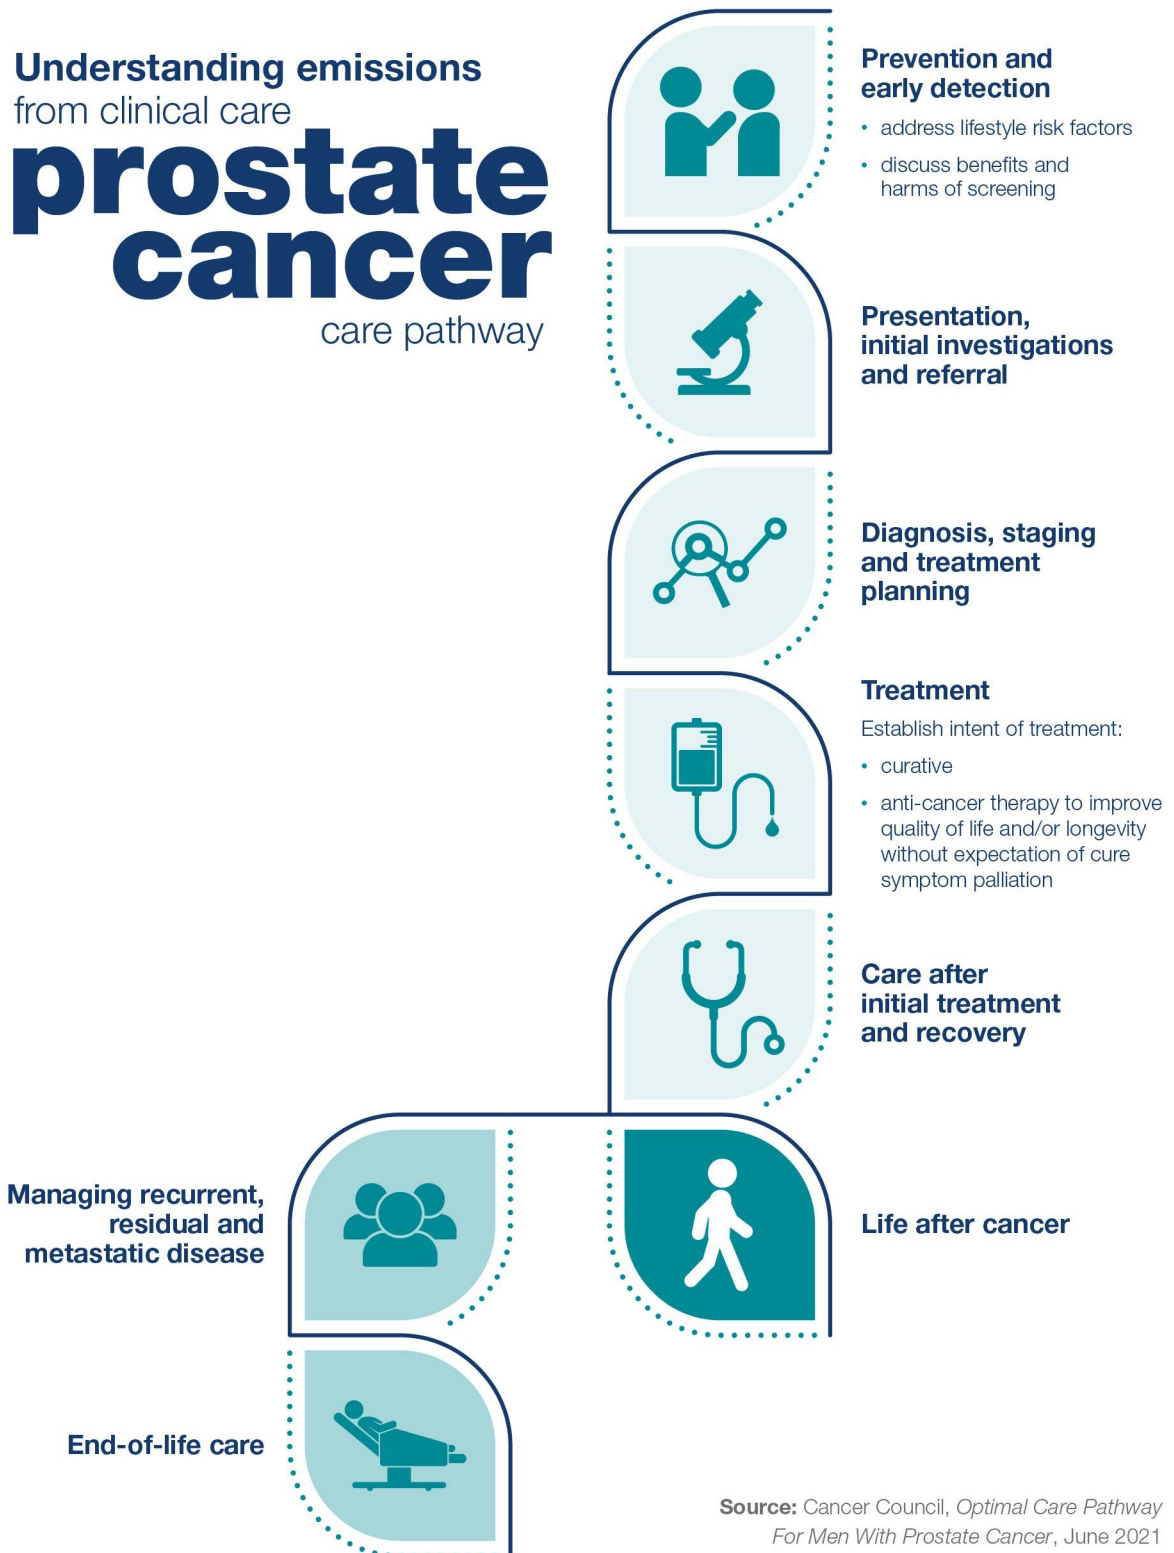 Understanding emissions
from clinical care
prostate
cancer
care pathway
Prevention and
early detection
• address lifestyle risk factors
• discuss benefits and
harms of screening
Presentation,
initial investigations
and referral
Diagnosis, staging
and treatment
planning
Treatment
Establish intent of treatment:
• curative
• anti-cancer therapy to improve
quality of life and/or longevity
without expectation of cure
symptom palliation
Care after
initial treatment
and recovery
Managing recurrent,
residual and
metastatic disease
Life after cancer
End-of-life care
Source: Cancer Council, Optimal Care Pathway
For Men With Prostate Cancer, June 2021